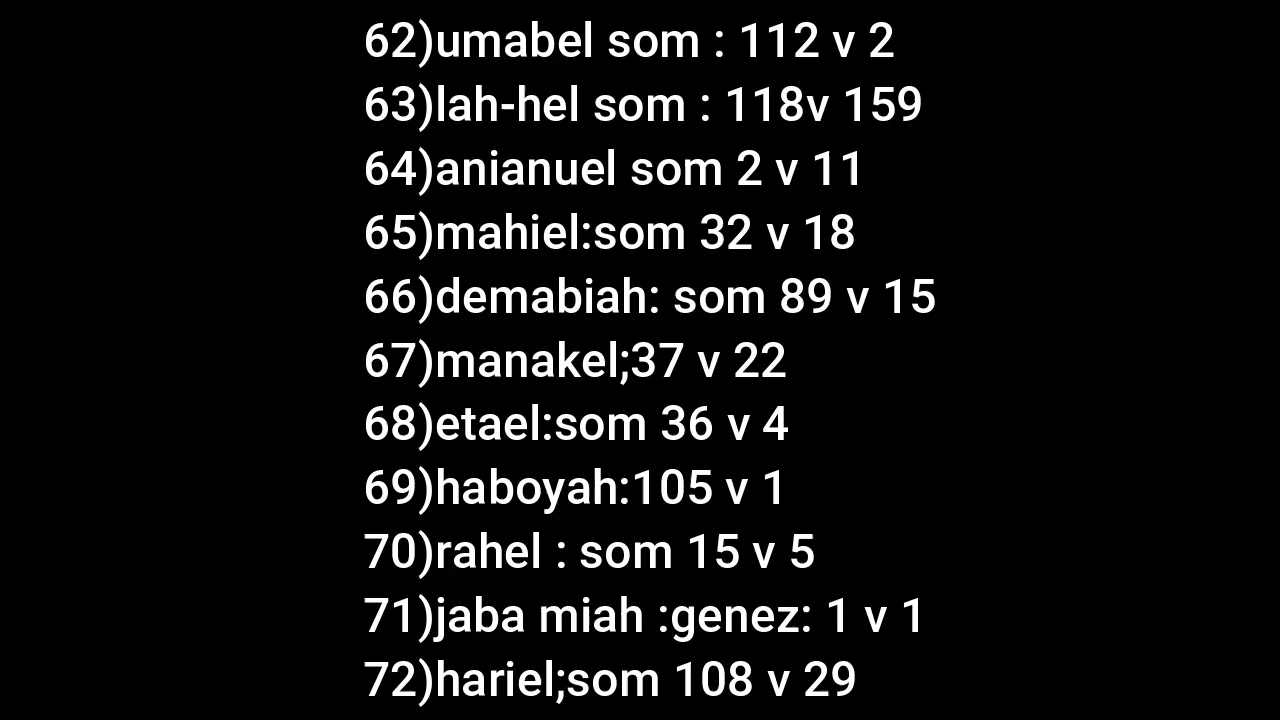 62)umabel som : 112 v 2
63)lah-hel som : 118v 159
64)anianuel som 2 v 11
65)mahiel:som 32 v 18
66)demabiah: som 89 v 15
67)manakel;37 v 22
68)etael:som 36 v 4
69)haboyah:105 v 1
70)rahel : som 15 v 5
71)jaba miah :genez: 1 v 1
72)hariel;som 108 v 29